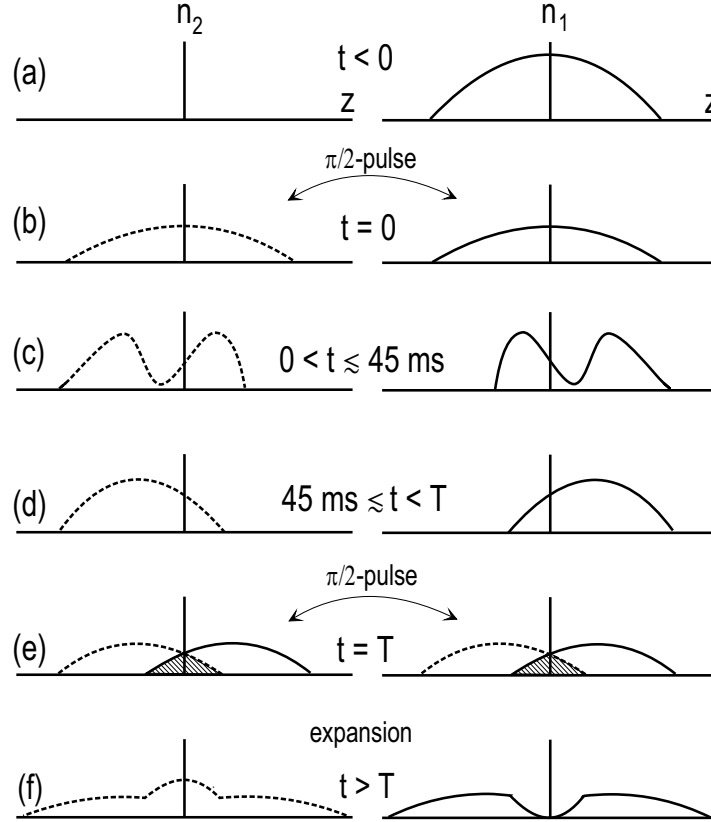 n₂ n₁
(a) t < 0
z z
π/2-pulse
(b) t = 0
(c) 0 < t ≲ 45 ms
(d) 45 ms ≲ t < T
π/2-pulse
(e) t = T
expansion
(f) t > T